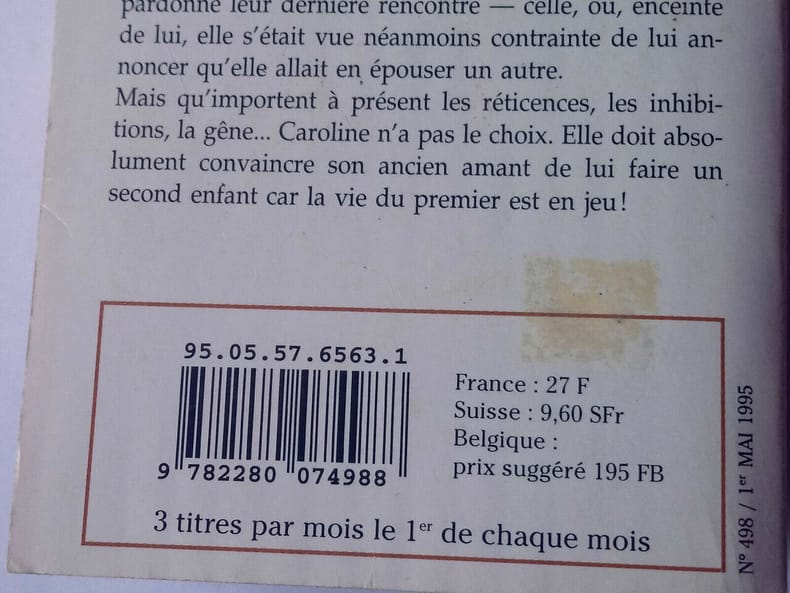 pardonné leur dernière rencontre — celle, où, enceinte
de lui, elle s'était vue néanmoins contrainte de lui an-
noncer qu'elle allait en épouser un autre.
Mais qu'importent à présent les réticences, les inhibi-
tions, la gêne... Caroline n'a pas le choix. Elle doit abso-
lument convaincre son ancien amant de lui faire un
second enfant car la vie du premier est en jeu !
95.05.57.6563.1
9 782280 074988
France : 27 F
Suisse : 9,60 SFr
Belgique :
prix suggéré 195 FB
3 titres par mois le 1er de chaque mois
N° 498 / 1er MAI 1995